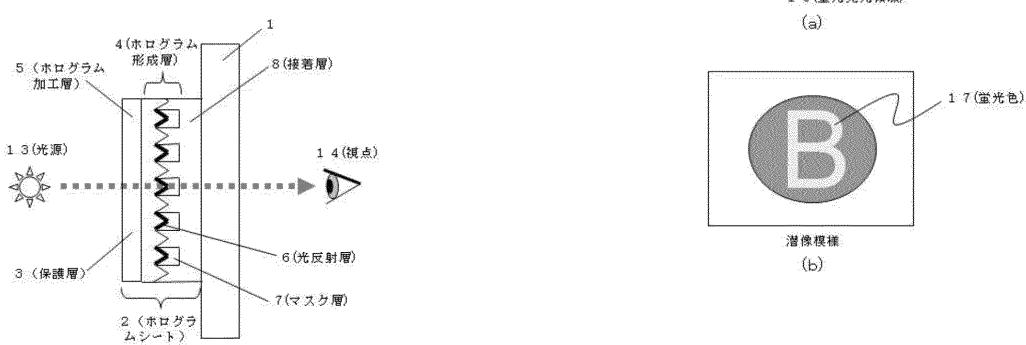 1
4(ホログラム
形成層)
5（ホログラム
加工層）
8(接着層)
13(光源)
14(視点)
6(光反射層)
3（保護層）
7(マスク層)
2（ホログラ
ムシート）
(a)
17(蛍光色)
B
潜像模様
(b)